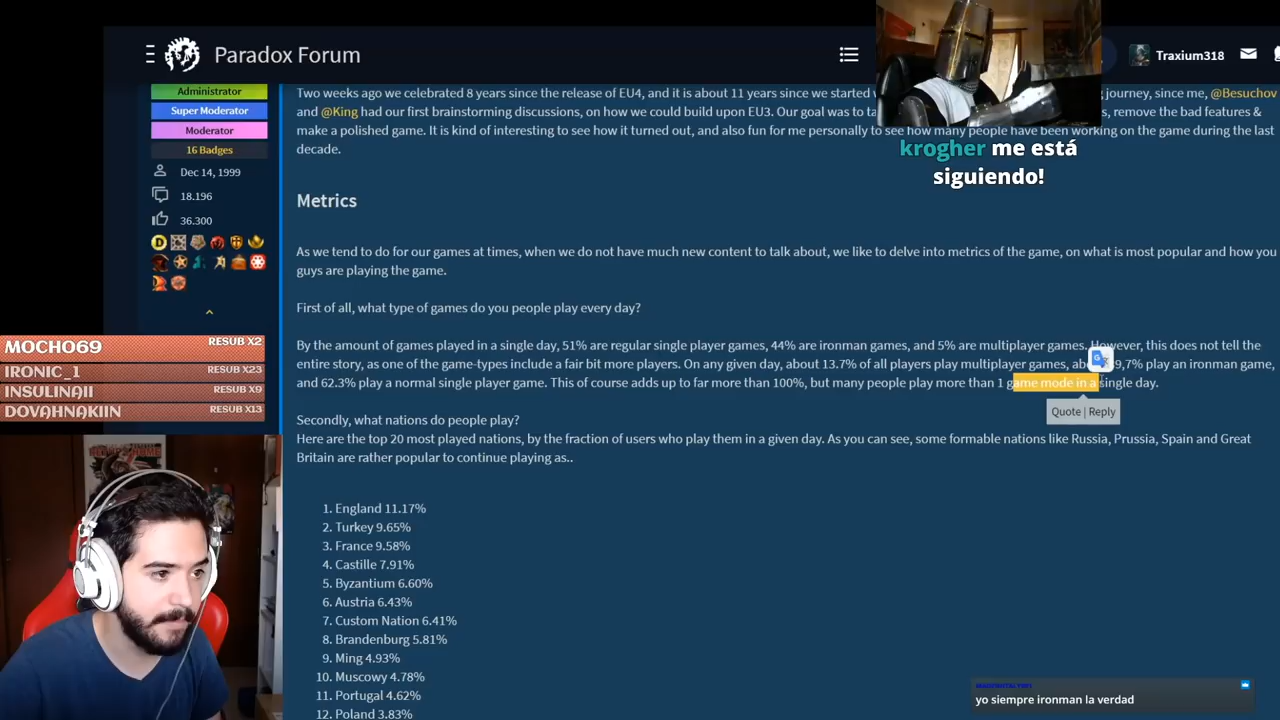 Paradox Forum
Traxium318
krogher me está
siguiendo!
Administrator
Super Moderator
Moderator
16 Badges
Dec 14, 1999
18.196
36.300
Two weeks ago we celebrated 8 years since the release of EU4, and it is about 11 years since we started w
journey, since me, @Besuchov
and @King had our first brainstorming discussions, on how we could build upon EU3. Our goal was to ta
s, remove the bad features &
make a polished game. It is kind of interesting to see how it turned out, and also fun for me personally to see how many people have been working on the game during the last
decade.
Metrics
As we tend to do for our games at times, when we do not have much new content to talk about, we like to delve into metrics of the game, on what is most popular and how you
guys are playing the game.
First of all, what type of games do you people play every day?
By the amount of games played in a single day, 51% are regular single player games, 44% are ironman games, and 5% are multiplayer games. However, this does not tell the
entire story, as one of the game-types include a fair bit more players. On any given day, about 13.7% of all players play multiplayer games, abo 9,7% play an ironman game,
and 62.3% play a normal single player game. This of course adds up to far more than 100%, but many people play more than 1 game mode in a single day.
Quote | Reply
Secondly, what nations do people play?
Here are the top 20 most played nations, by the fraction of users who play them in a given day. As you can see, some formable nations like Russia, Prussia, Spain and Great
Britain are rather popular to continue playing as..
1. England 11.17%
2. Turkey 9.65%
3. France 9.58%
4. Castille 7.91%
5. Byzantium 6.60%
6. Austria 6.43%
7. Custom Nation 6.41%
8. Brandenburg 5.81%
9. Ming 4.93%
10. Muscowy 4.78%
11. Portugal 4.62%
12. Poland 3.83%
MOCHO69 RESUB X2
IRONIC_1 RESUB X23
INSULINAII RESUB X9
DOVAHNAKIIN RESUB X13
yo siempre ironman la verdad